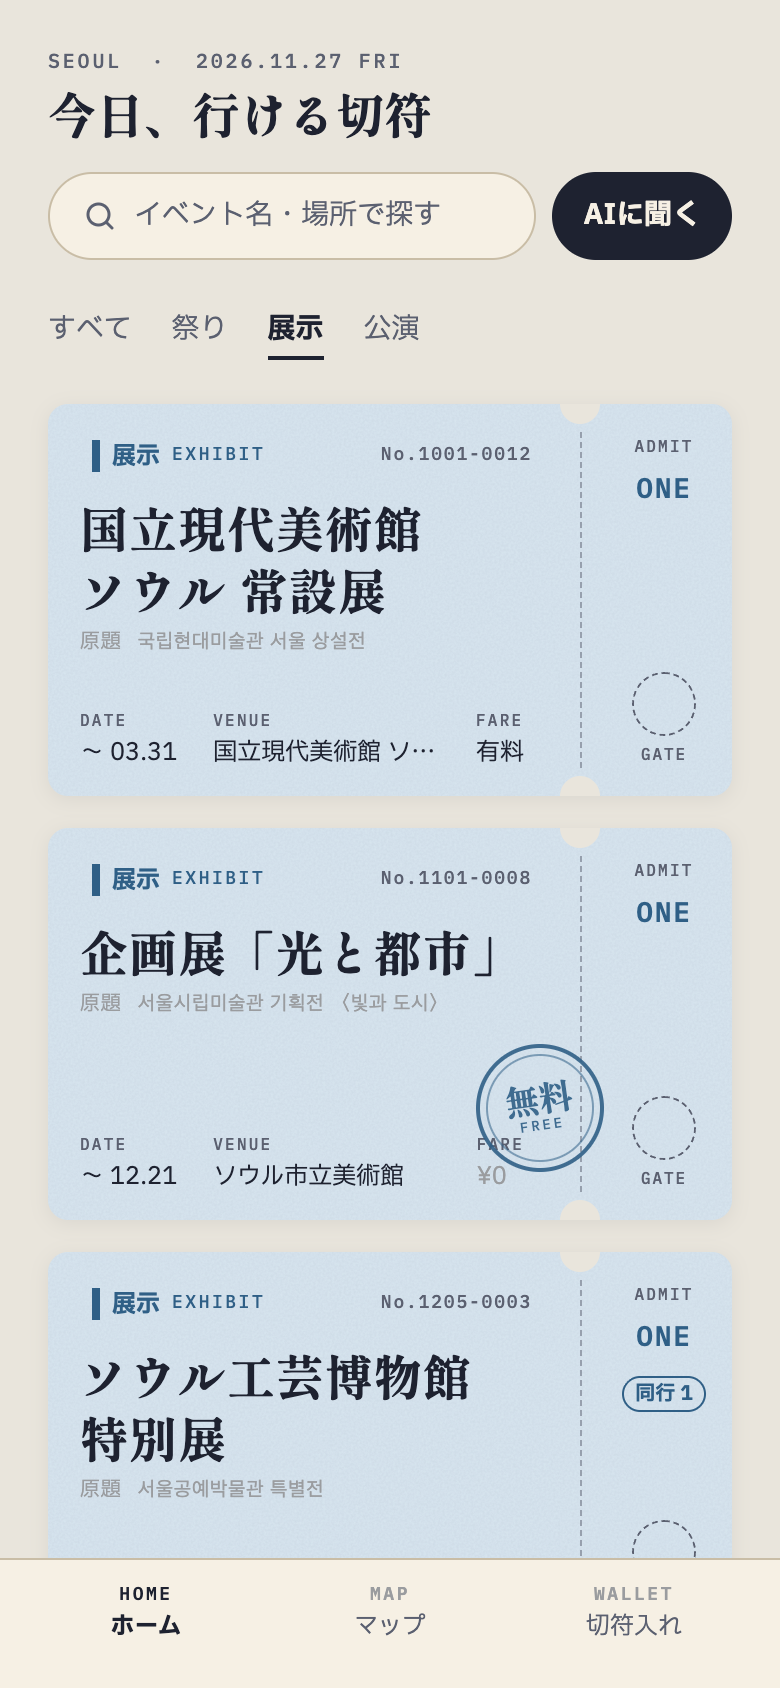 SEOUL · 2026.11.27 FRI
今日、行ける切符
イベント名・場所で探す
AIに聞く
すべて 祭り 展示 公演
展示 EXHIBIT No.1001-0012
ADMIT
ONE
国立現代美術館
ソウル 常設展
原題 국립현대미술관 서울 상설전
DATE VENUE FARE
〜 03.31 国立現代美術館 ソ… 有料
GATE
展示 EXHIBIT No.1101-0008
ADMIT
ONE
企画展「光と都市」
原題 서울시립미술관 기획전 〈빛과 도시〉
無料
FREE
DATE VENUE FARE
〜 12.21 ソウル市立美術館 ¥0
GATE
展示 EXHIBIT No.1205-0003
ADMIT
ONE
同行 1
ソウル工芸博物館
特別展
原題 서울공예박물관 특별전
HOME MAP WALLET
ホーム マップ 切符入れ